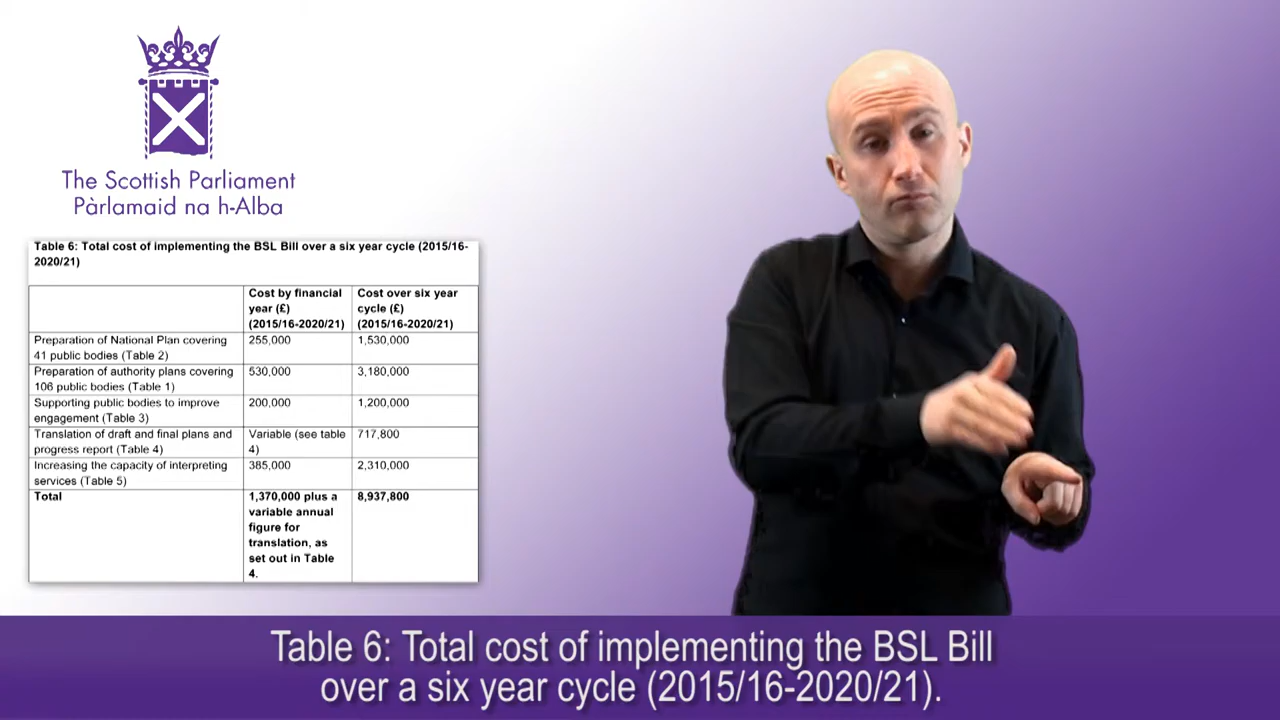 The Scottish Parliament
Pàrlamaid na h-Alba
Table 6: Total cost of implementing the BSL Bill over a six year cycle (2015/16-
2020/21)
Cost by financial
year (£)
(2015/16-2020/21)
Cost over six year
cycle (£)
(2015/16-2020/21)
Preparation of National Plan covering
41 public bodies (Table 2)
255,000
1,530,000
Preparation of authority plans covering
106 public bodies (Table 1)
530,000
3,180,000
Supporting public bodies to improve
engagement (Table 3)
200,000
1,200,000
Translation of draft and final plans and
progress report (Table 4)
Variable (see table
4)
717,800
Increasing the capacity of interpreting
services (Table 5)
385,000
2,310,000
Total
1,370,000 plus a
variable annual
figure for
translation, as
set out in Table
4.
8,937,800
Table 6: Total cost of implementing the BSL Bill
over a six year cycle (2015/16-2020/21).